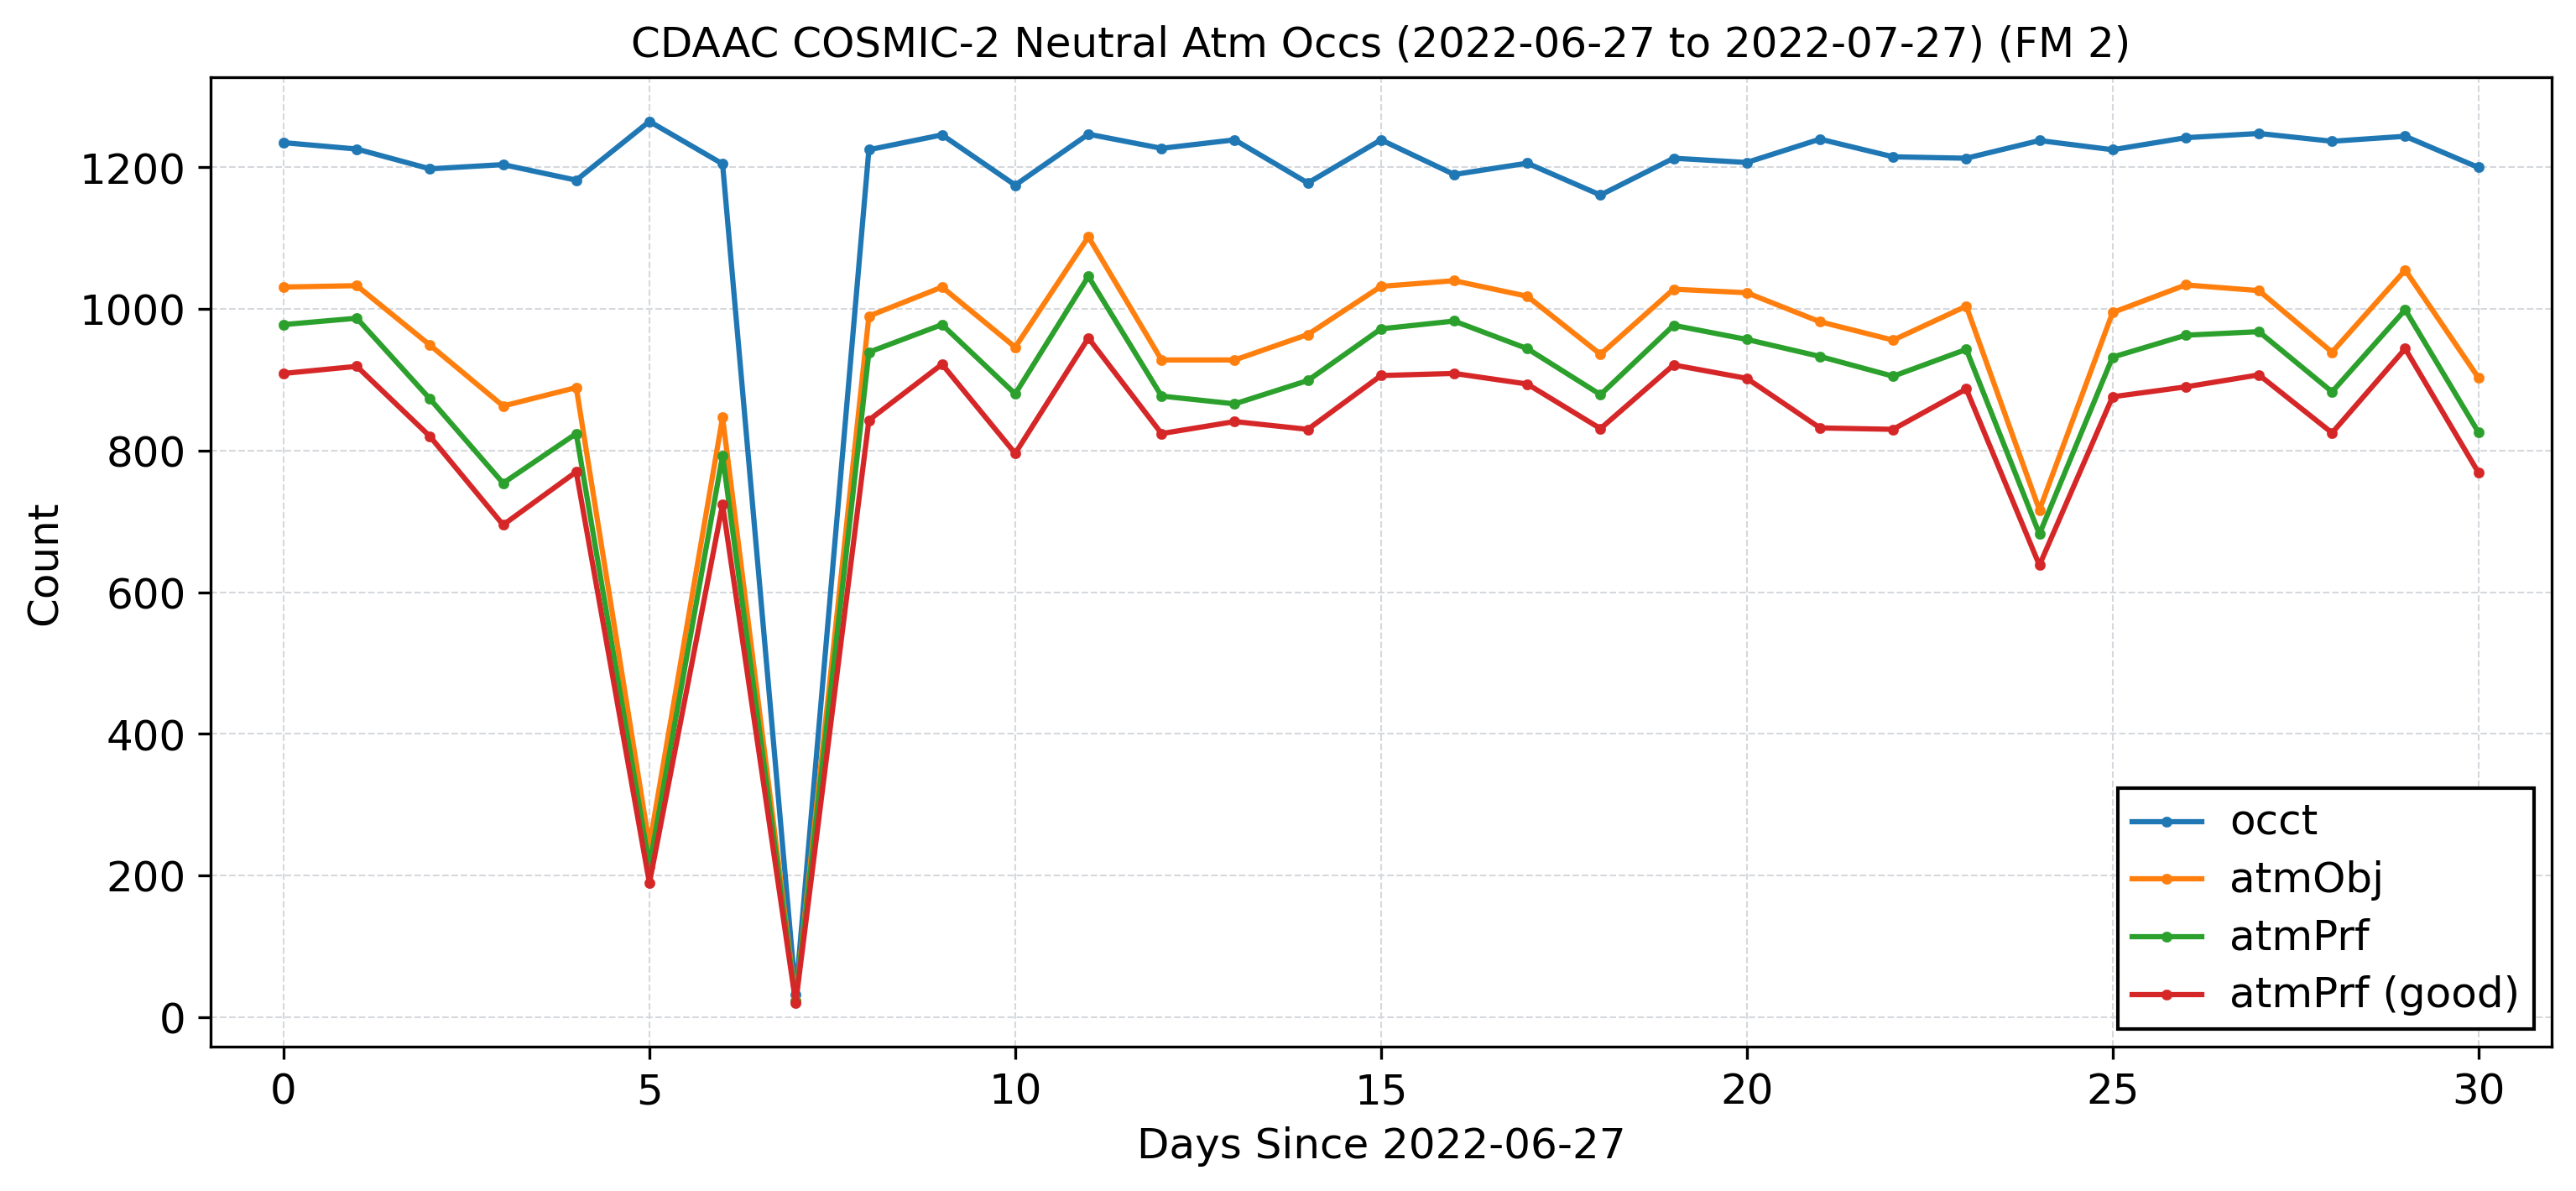 CDAAC COSMIC-2 Neutral Atm Occs (2022-06-27 to 2022-07-27) (FM 2)
Count
1200
1000
800
600
400
200
0
0 5 10 15 20 25 30
Days Since 2022-06-27
occt
atmObj
atmPrf
atmPrf (good)